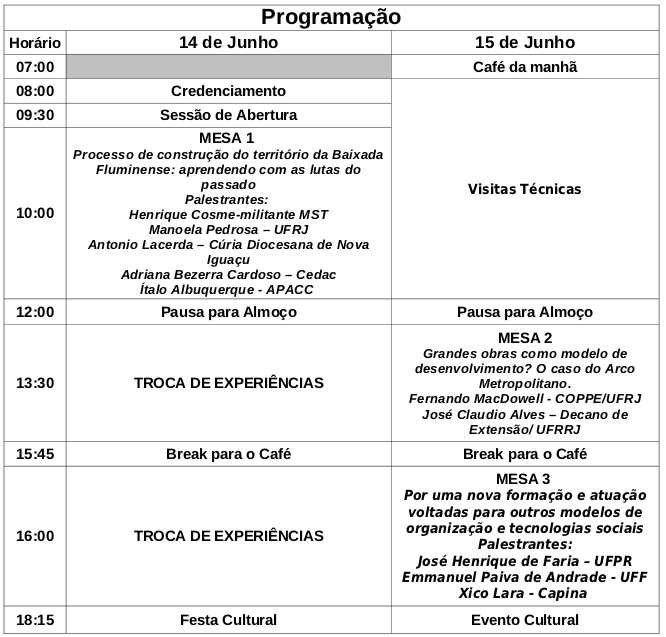 Programação
Horário 14 de Junho 15 de Junho
07:00 Café da manhã
08:00 Credenciamento
09:30 Sessão de Abertura
10:00
MESA 1
Processo de construção do território da Baixada
Fluminense: aprendendo com as lutas do
passado
Palestrantes:
Henrique Cosme-militante MST
Manoela Pedrosa – UFRJ
Antonio Lacerda – Cúria Diocesana de Nova
Iguaçu
Adriana Bezerra Cardoso – Cedac
Ítalo Albuquerque - APACC
Visitas Técnicas
12:00 Pausa para Almoço Pausa para Almoço
13:30 TROCA DE EXPERIÊNCIAS
MESA 2
Grandes obras como modelo de
desenvolvimento? O caso do Arco
Metropolitano.
Fernando MacDowell - COPPE/UFRJ
José Claudio Alves – Decano de
Extensão/ UFRRJ
15:45 Break para o Café Break para o Café
16:00 TROCA DE EXPERIÊNCIAS
MESA 3
Por uma nova formação e atuação
voltadas para outros modelos de
organização e tecnologias sociais
Palestrantes:
José Henrique de Faria – UFPR
Emmanuel Paiva de Andrade - UFF
Xico Lara - Capina
18:15 Festa Cultural Evento Cultural